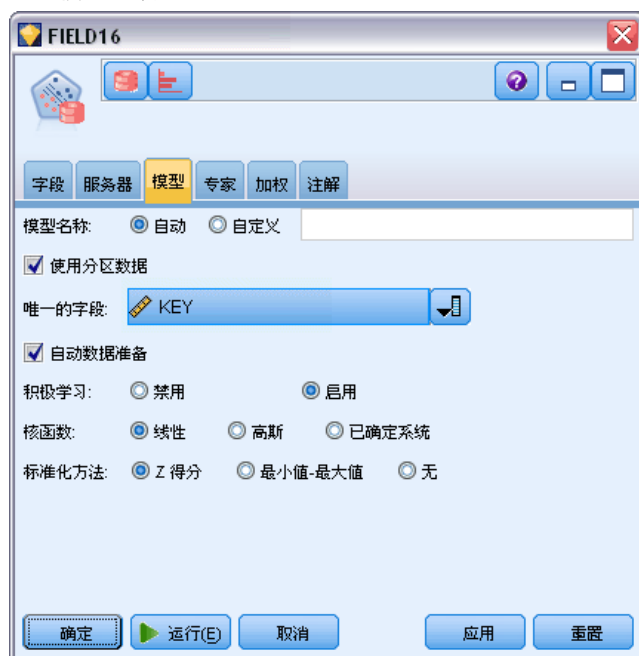 FIELD16
字段 服务器 模型 专家 加权 注解
模型名称: 自动 自定义
使用分区数据
唯一的字段: KEY
自动数据准备
积极学习: 禁用 启用
核函数: 线性 高斯 已确定系统
标准化方法: Z 得分 最小值-最大值 无
确定 运行(E) 取消 应用 重置